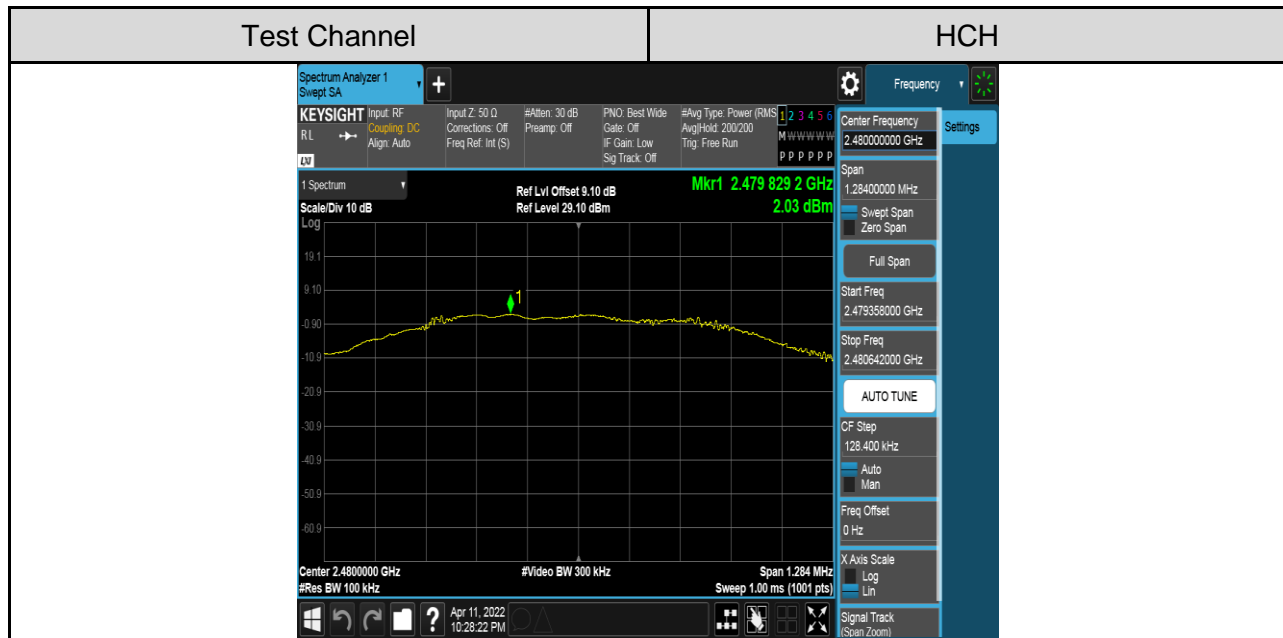 Test Channel HCH
Spectrum Analyzer 1
Swept SA
+
Frequency
KEYSIGHT
RL
LXI
Input: RF
Coupling: DC
Align: Auto
Input Z: 50 Ω
Corrections: Off
Freq Ref: Int (S)
#Atten: 30 dB
Preamp: Off
PNO: Best Wide
Gate: Off
IF Gain: Low
Sig Track: Off
#Avg Type: Power (RMS
Avg|Hold: 200/200
Trig: Free Run
1 2 3 4 5 6
M W W W W W
P P P P P P
1 Spectrum
Scale/Div 10 dB
Log
Ref Lvl Offset 9.10 dB
Ref Level 29.10 dBm
Mkr1 2.479 829 2 GHz
2.03 dBm
19.1
9.10
-0.90
-10.9
-20.9
-30.9
-40.9
-50.9
-60.9
1
Center 2.4800000 GHz
#Res BW 100 kHz
#Video BW 300 kHz
Span 1.284 MHz
Sweep 1.00 ms (1001 pts)
?
Apr 11, 2022
10:28:22 PM
Center Frequency
2.480000000 GHz
Settings
Span
1.28400000 MHz
Swept Span
Zero Span
Full Span
Start Freq
2.479358000 GHz
Stop Freq
2.480642000 GHz
AUTO TUNE
CF Step
128.400 kHz
Auto
Man
Freq Offset
0 Hz
X Axis Scale
Log
Lin
Signal Track
(Span Zoom)